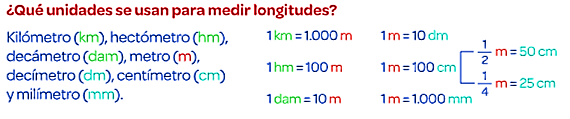 ¿Qué unidades se usan para medir longitudes?
Kilómetro (km), hectómetro (hm),
decámetro (dam), metro (m),
decímetro (dm), centímetro (cm)
y milímetro (mm).
1 km = 1.000 m
1 hm = 100 m
1 dam = 10 m
1 m = 10 dm
1 m = 100 cm
1 m = 1.000 mm
1/2 m = 50 cm
1/4 m = 25 cm